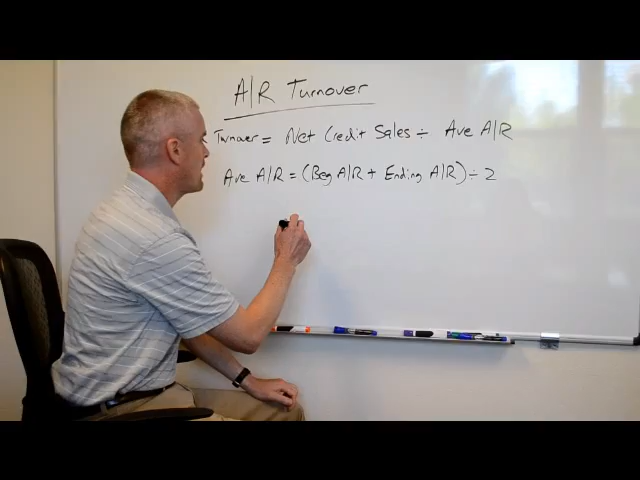 A/R Turnover
Turnover = Net Credit Sales ÷ Ave A/R
Ave A/R = (Beg A/R + Ending A/R) ÷ 2